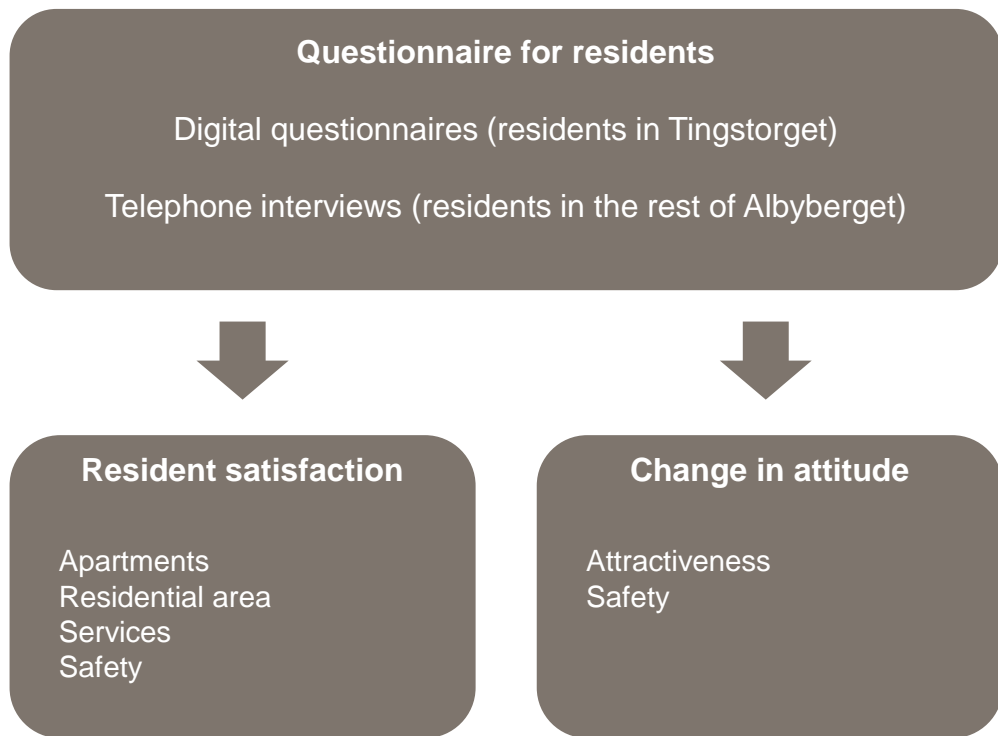 Questionnaire for residents
Digital questionnaires (residents in Tingstorget)
Telephone interviews (residents in the rest of Albyberget)
Resident satisfaction
Apartments
Residential area
Services
Safety
Change in attitude
Attractiveness
Safety